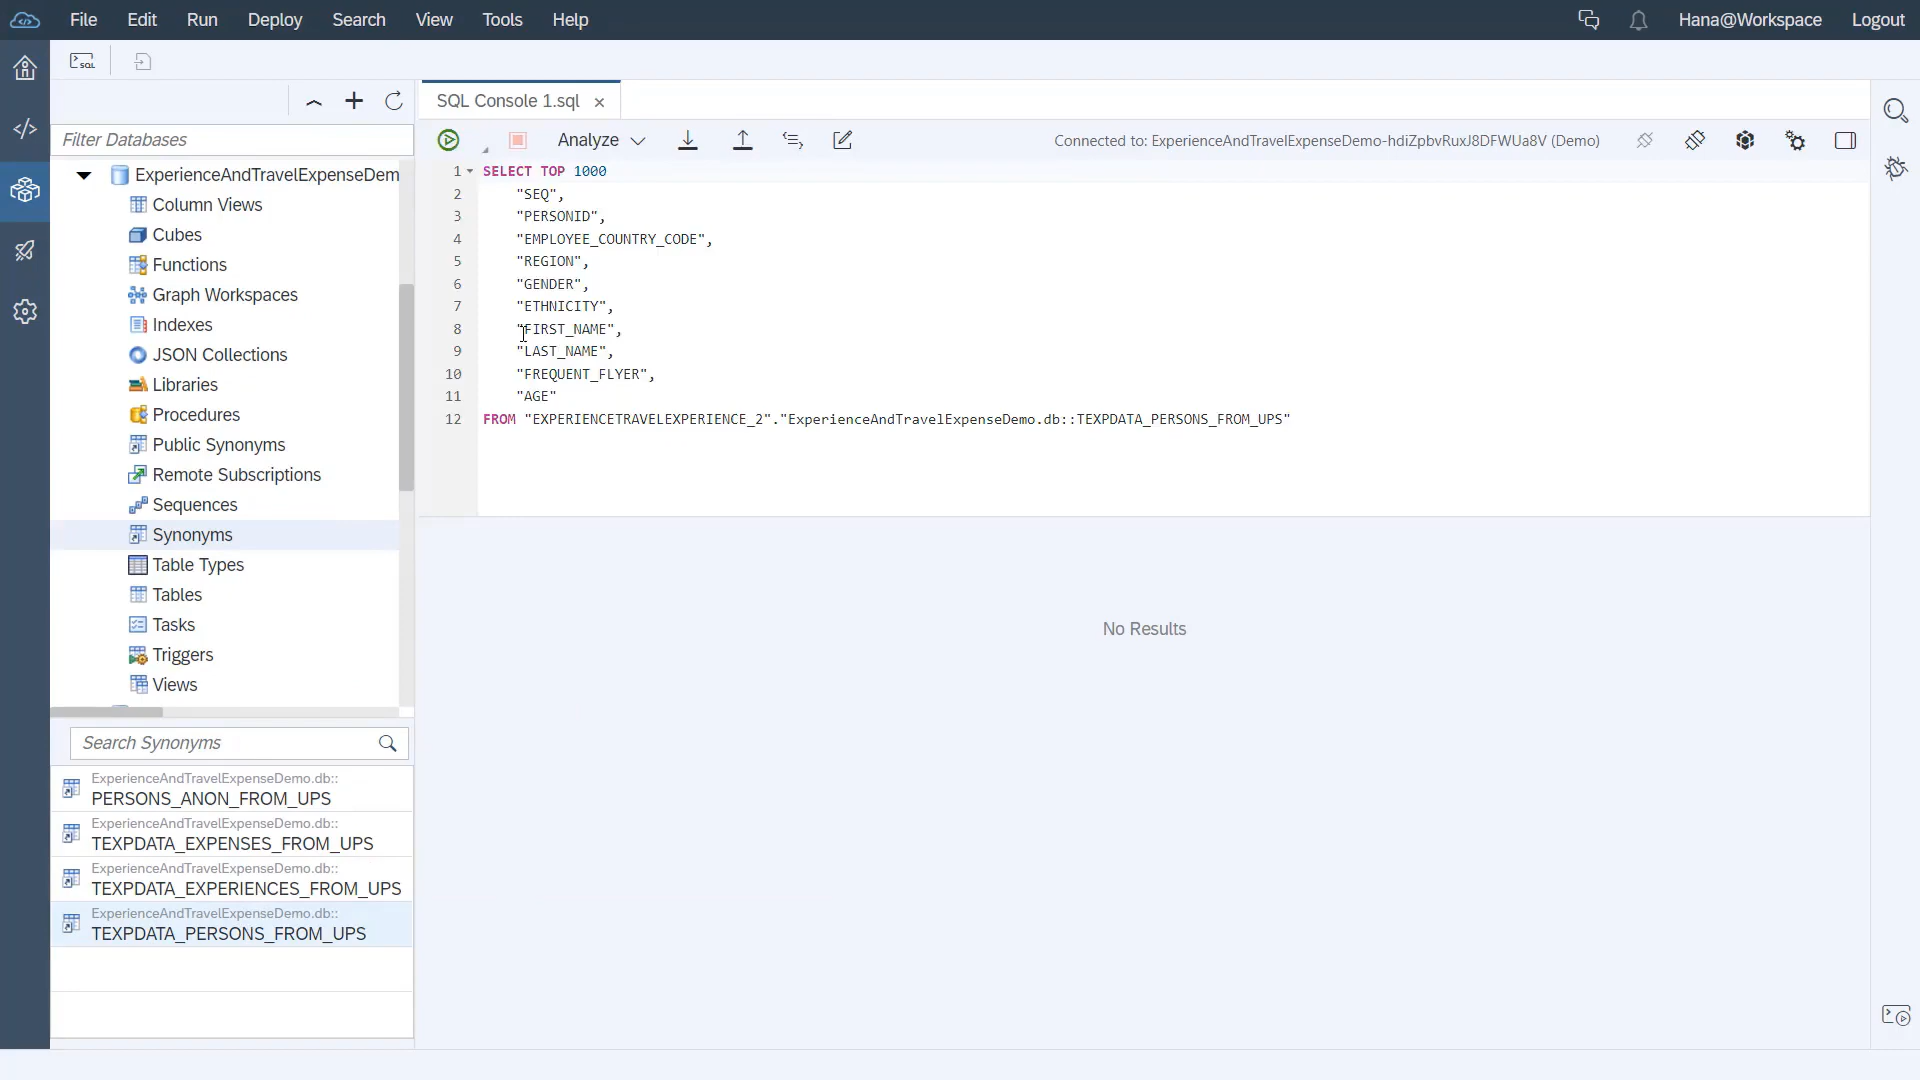 File Edit Run Deploy Search View Tools Help Hana@Workspace Logout
SQL
SQL Console 1.sql
Filter Databases
Analyze Connected to: ExperienceAndTravelExpenseDemo-hdiZpbvRuxJ8DFWUa8V (Demo)
ExperienceAndTravelExpenseDem
Column Views
Cubes
Functions
Graph Workspaces
Indexes
JSON Collections
Libraries
Procedures
Public Synonyms
Remote Subscriptions
Sequences
Synonyms
Table Types
Tables
Tasks
Triggers
Views
Search Synonyms
ExperienceAndTravelExpenseDemo.db::
PERSONS_ANON_FROM_UPS
ExperienceAndTravelExpenseDemo.db::
TEXPDATA_EXPENSES_FROM_UPS
ExperienceAndTravelExpenseDemo.db::
TEXPDATA_EXPERIENCES_FROM_UPS
ExperienceAndTravelExpenseDemo.db::
TEXPDATA_PERSONS_FROM_UPS
1 SELECT TOP 1000
2 "SEQ",
3 "PERSONID",
4 "EMPLOYEE_COUNTRY_CODE",
5 "REGION",
6 "GENDER",
7 "ETHNICITY",
8 "FIRST_NAME",
9 "LAST_NAME",
10 "FREQUENT_FLYER",
11 "AGE"
12 FROM "EXPERIENCETRAVELEXPERIENCE_2"."ExperienceAndTravelExpenseDemo.db::TEXPDATA_PERSONS_FROM_UPS"
No Results